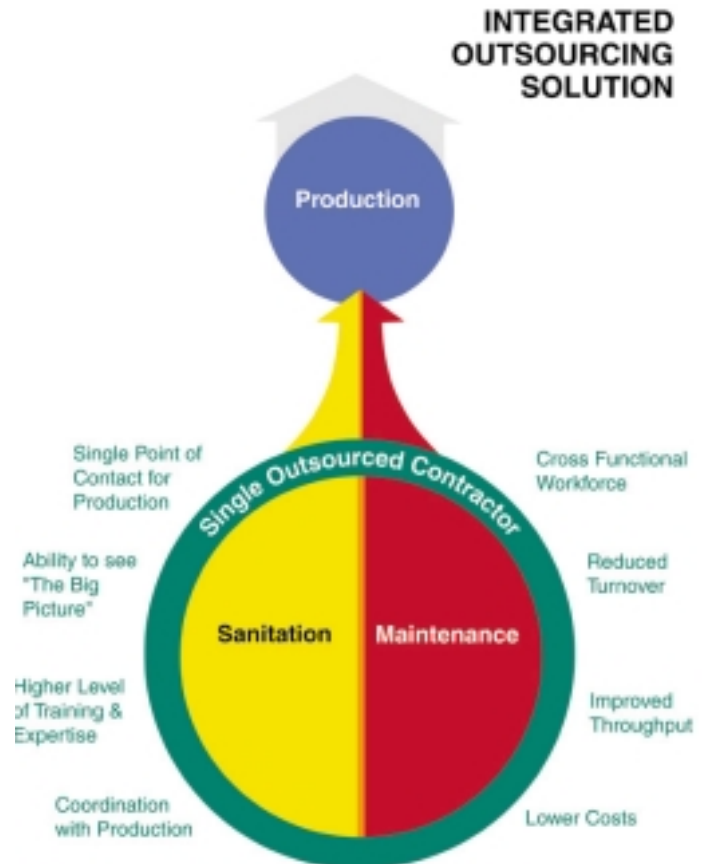 INTEGRATED
OUTSOURCING
SOLUTION
Production
Single Outsourced Contractor
Single Point of
Contact for
Production
Ability to see
"The Big
Picture"
Higher Level
of Training &
Expertise
Coordination
with Production
Sanitation
Maintenance
Cross Functional
Workforce
Reduced
Turnover
Improved
Throughput
Lower Costs